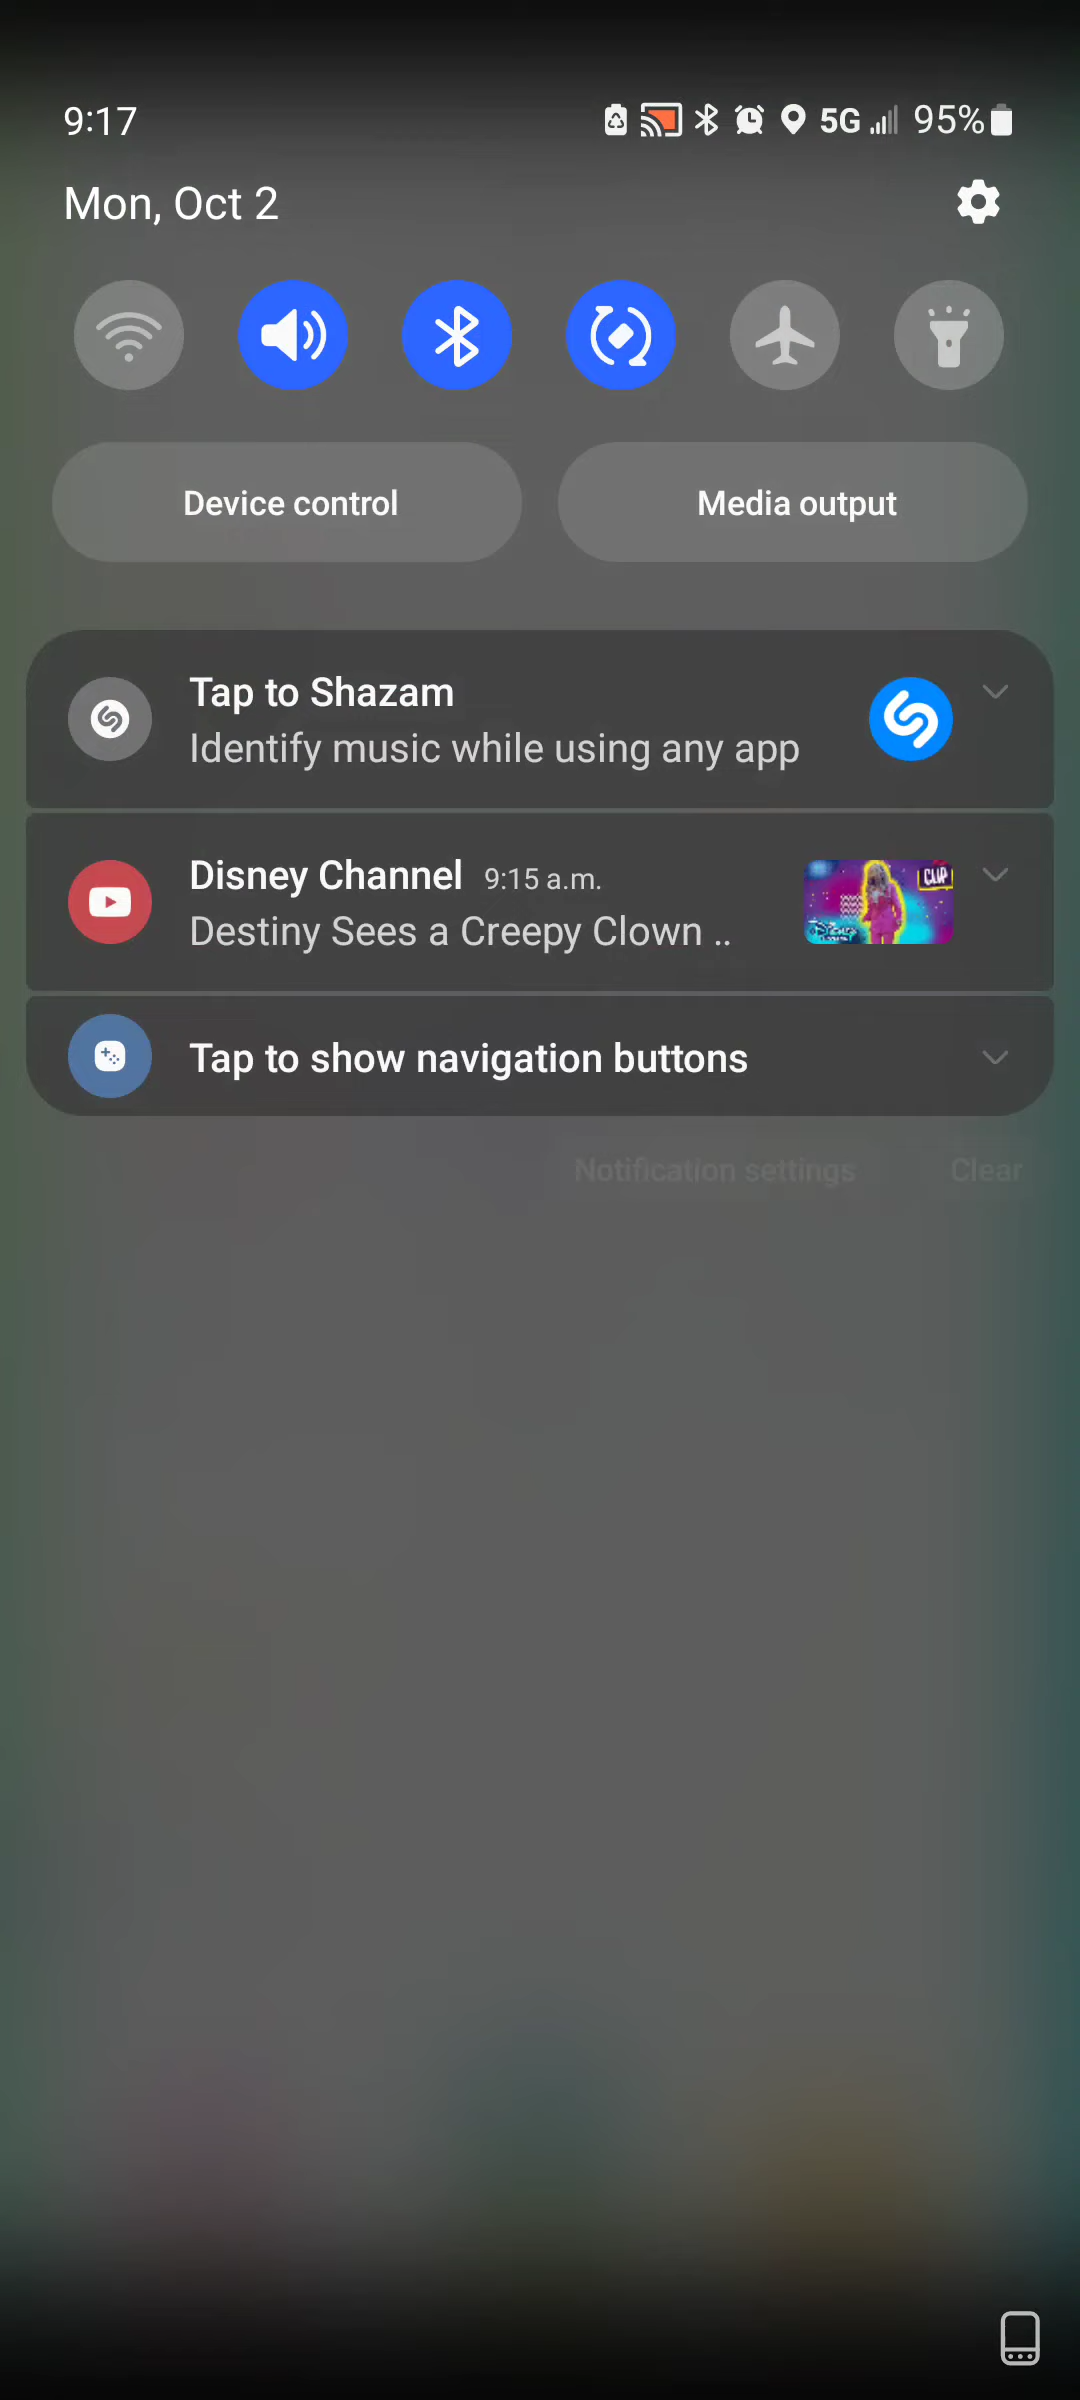 9:17
5G 95%
Mon, Oct 2
Device control
Media output
Tap to Shazam
Identify music while using any app
Disney Channel 9:15 a.m.
Destiny Sees a Creepy Clown ..
CLIP
Tap to show navigation buttons
Notification settings
Clear